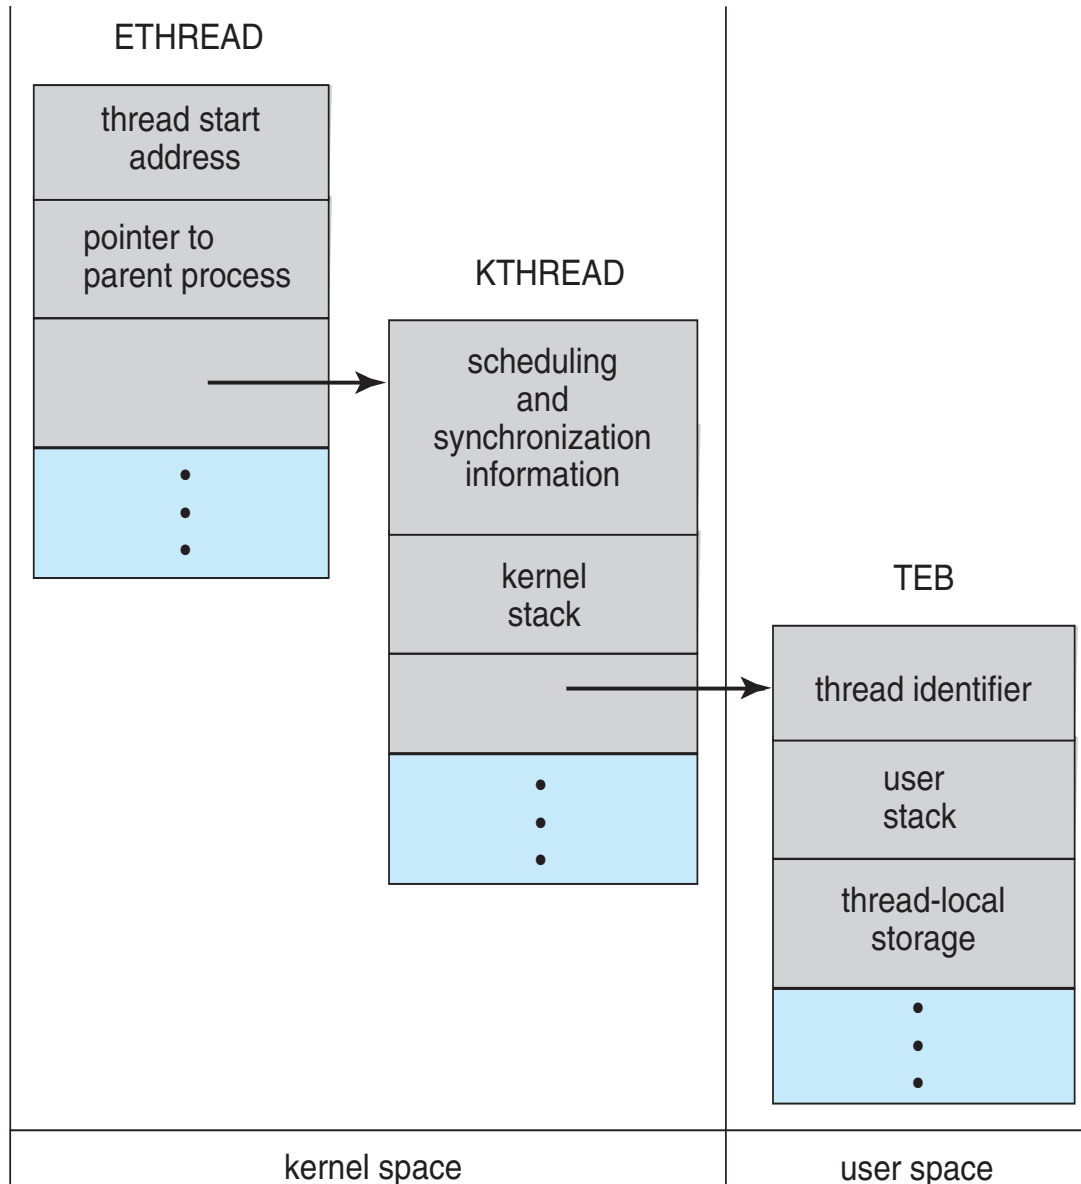 ETHREAD
thread start
address
pointer to
parent process
KTHREAD
scheduling
and
synchronization
information
kernel
stack
TEB
thread identifier
user
stack
thread-local
storage
kernel space
user space